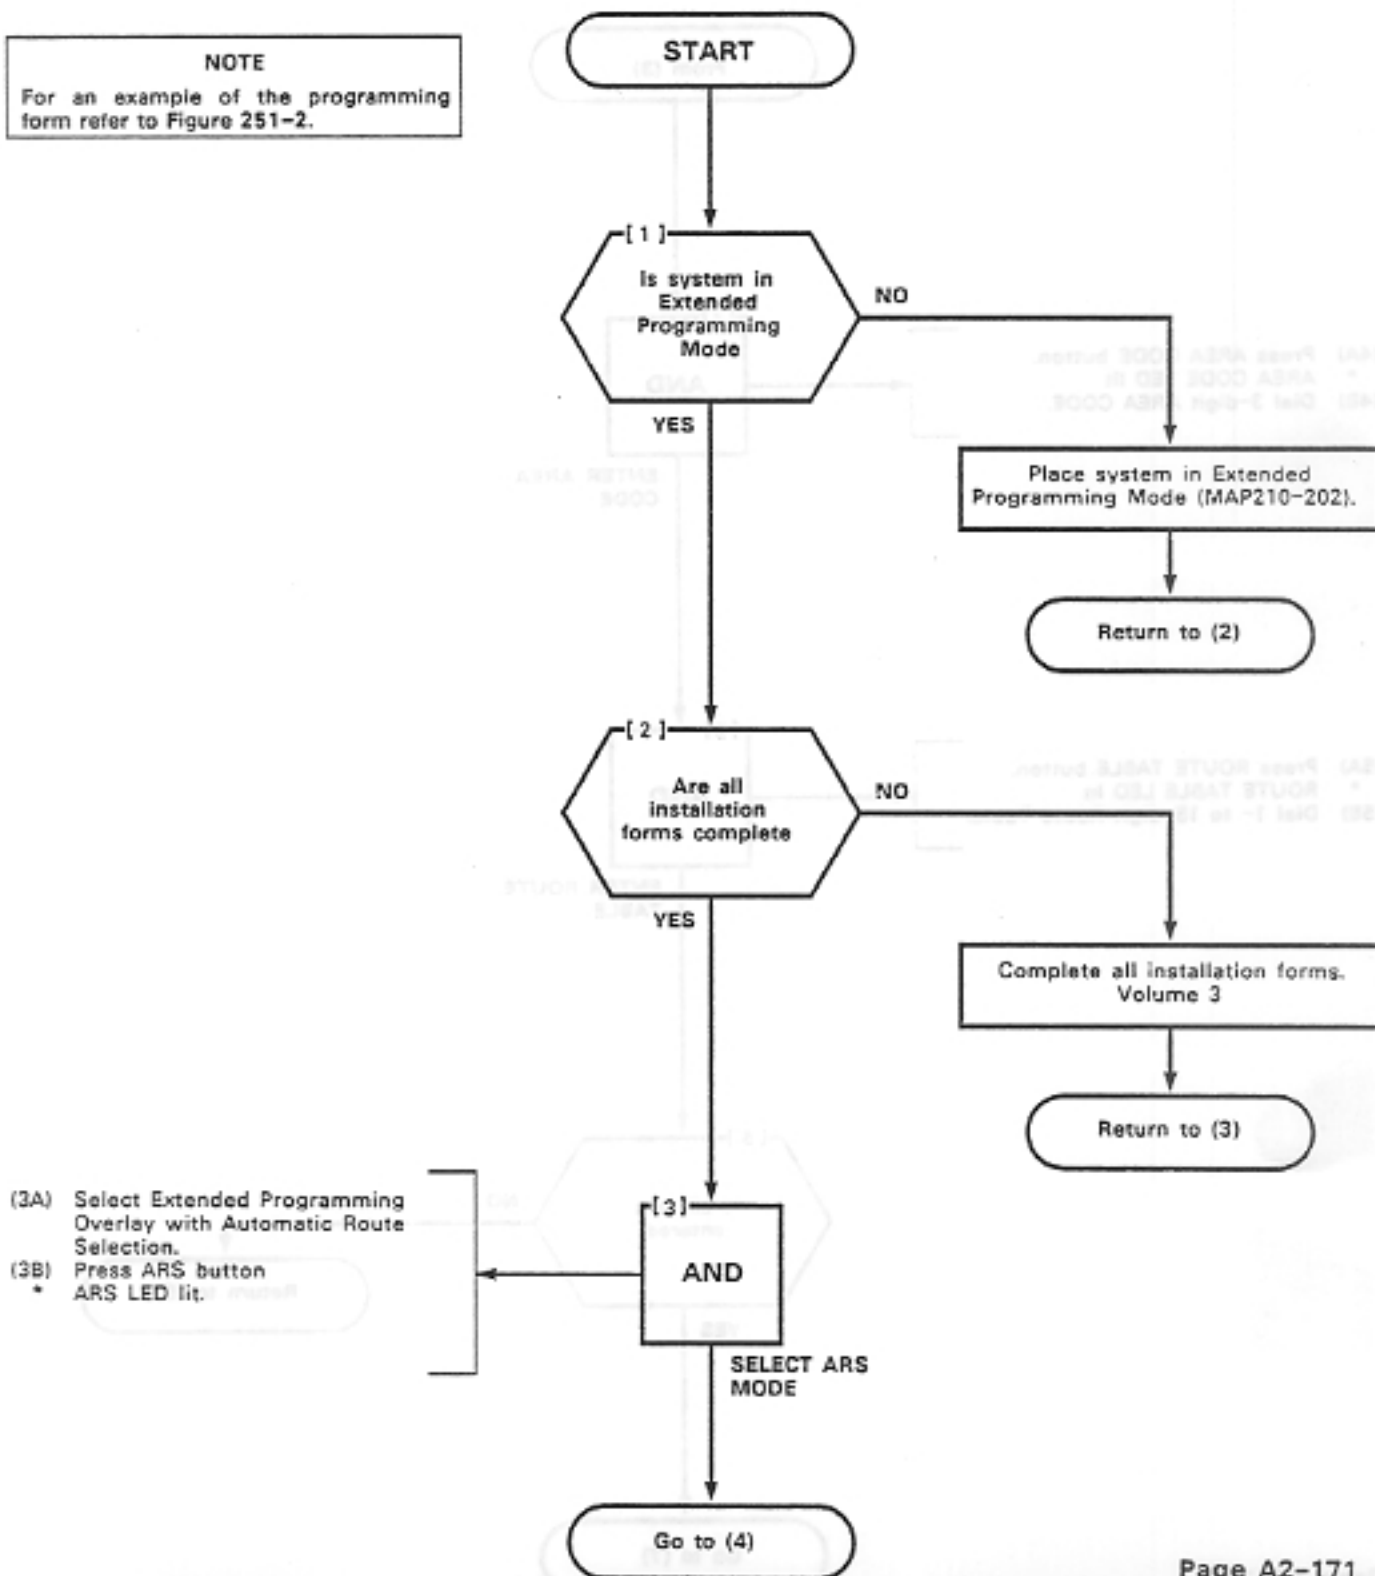 START
NOTE
For an example of the programming
form refer to Figure 251-2.
[ 1 ]
Is system in
Extended
Programming
Mode
NO
YES
Place system in Extended
Programming Mode (MAP210-202).
Return to (2)
[ 2 ]
Are all
installation
forms complete
NO
YES
Complete all installation forms.
Volume 3
Return to (3)
(3A) Select Extended Programming
Overlay with Automatic Route
Selection.
(3B) Press ARS button
* ARS LED lit.
[3]
AND
SELECT ARS
MODE
Go to (4)
Page A2-171